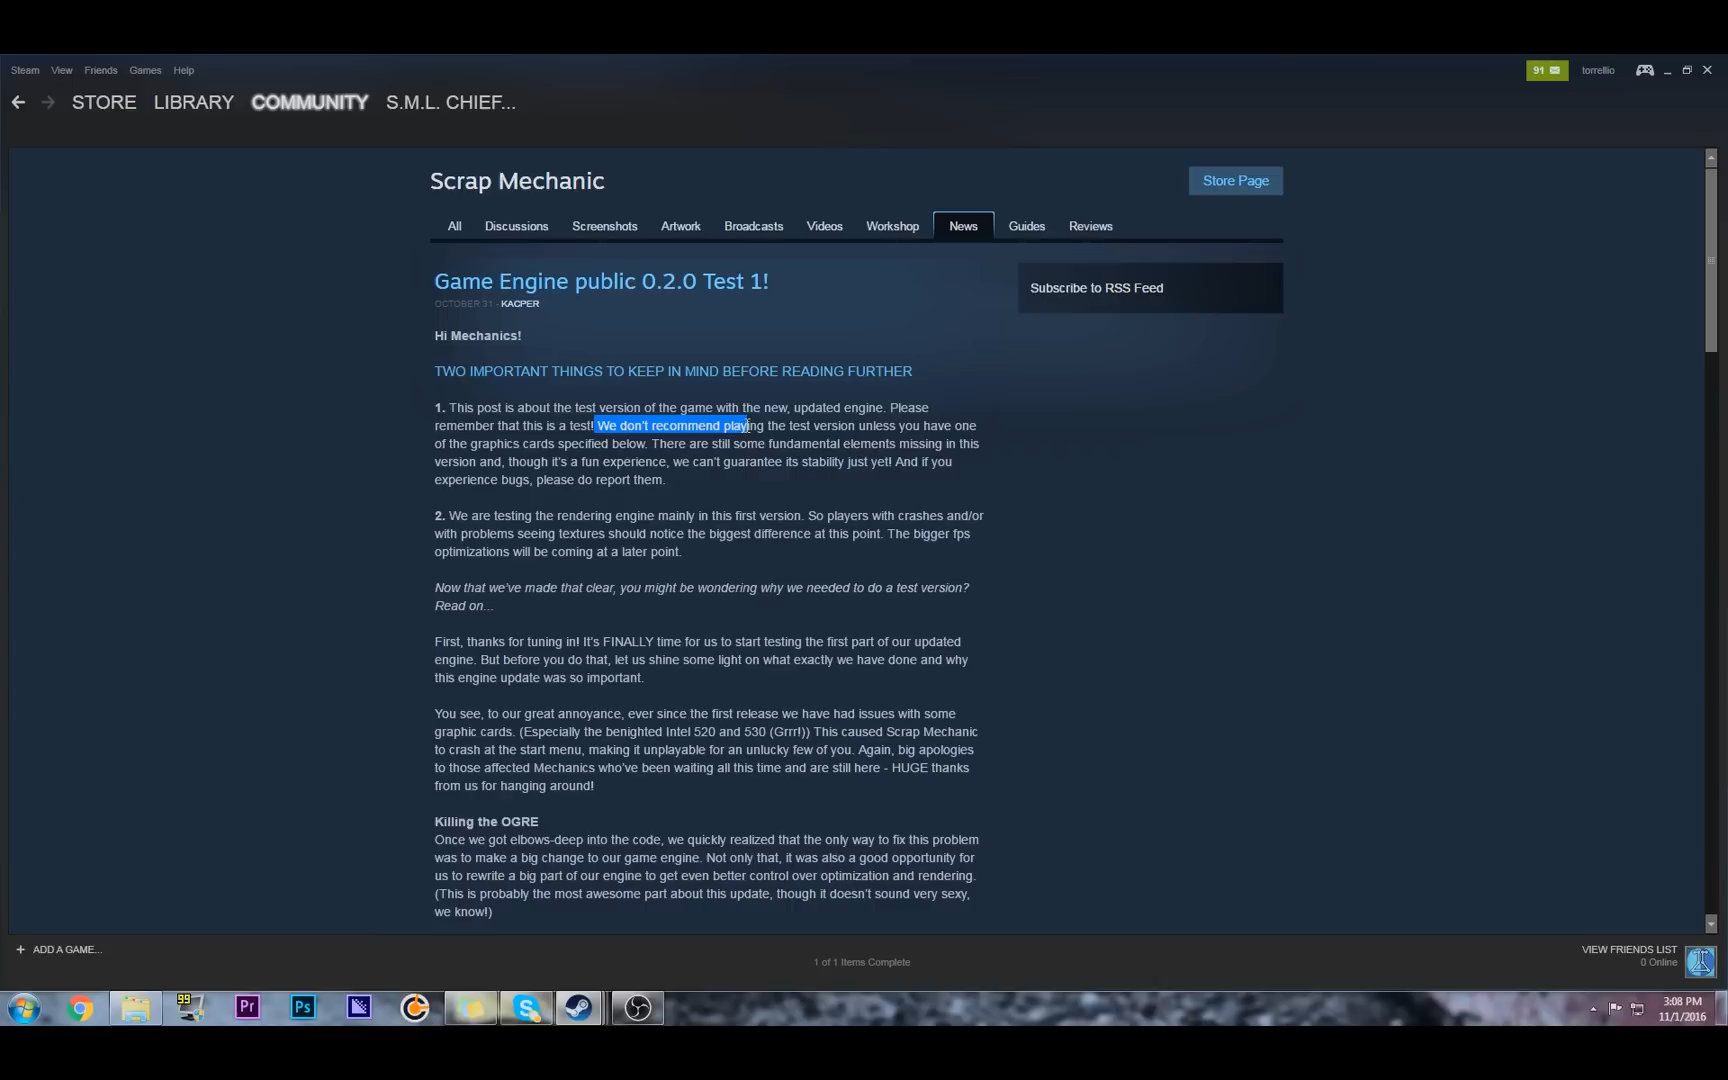 Steam View Friends Games Help
91 torrellio
STORE LIBRARY COMMUNITY S.M.L. CHIEF...
Scrap Mechanic
Store Page
All Discussions Screenshots Artwork Broadcasts Videos Workshop News Guides Reviews
Game Engine public 0.2.0 Test 1!
OCTOBER 31 - KACPER
Subscribe to RSS Feed
Hi Mechanics!
TWO IMPORTANT THINGS TO KEEP IN MIND BEFORE READING FURTHER
1. This post is about the test version of the game with the new, updated engine. Please
remember that this is a test! We don't recommend playing the test version unless you have one
of the graphics cards specified below. There are still some fundamental elements missing in this
version and, though it's a fun experience, we can't guarantee its stability just yet! And if you
experience bugs, please do report them.
2. We are testing the rendering engine mainly in this first version. So players with crashes and/or
with problems seeing textures should notice the biggest difference at this point. The bigger fps
optimizations will be coming at a later point.
Now that we've made that clear, you might be wondering why we needed to do a test version?
Read on...
First, thanks for tuning in! It's FINALLY time for us to start testing the first part of our updated
engine. But before you do that, let us shine some light on what exactly we have done and why
this engine update was so important.
You see, to our great annoyance, ever since the first release we have had issues with some
graphic cards. (Especially the benighted Intel 520 and 530 (Grrr!)) This caused Scrap Mechanic
to crash at the start menu, making it unplayable for an unlucky few of you. Again, big apologies
to those affected Mechanics who've been waiting all this time and are still here - HUGE thanks
from us for hanging around!
Killing the OGRE
Once we got elbows-deep into the code, we quickly realized that the only way to fix this problem
was to make a big change to our game engine. Not only that, it was also a good opportunity for
us to rewrite a big part of our engine to get even better control over optimization and rendering.
(This is probably the most awesome part about this update, though it doesn't sound very sexy,
we know!)
+ ADD A GAME...
1 of 1 Items Complete
VIEW FRIENDS LIST
0 Online
99
Pr
Ps
3:08 PM
11/1/2016